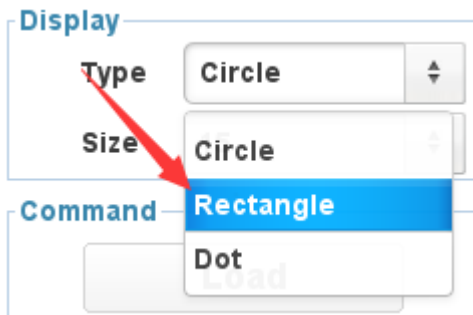 Display
Type Circle
Size
Circle
Command Rectangle
Dot
Load